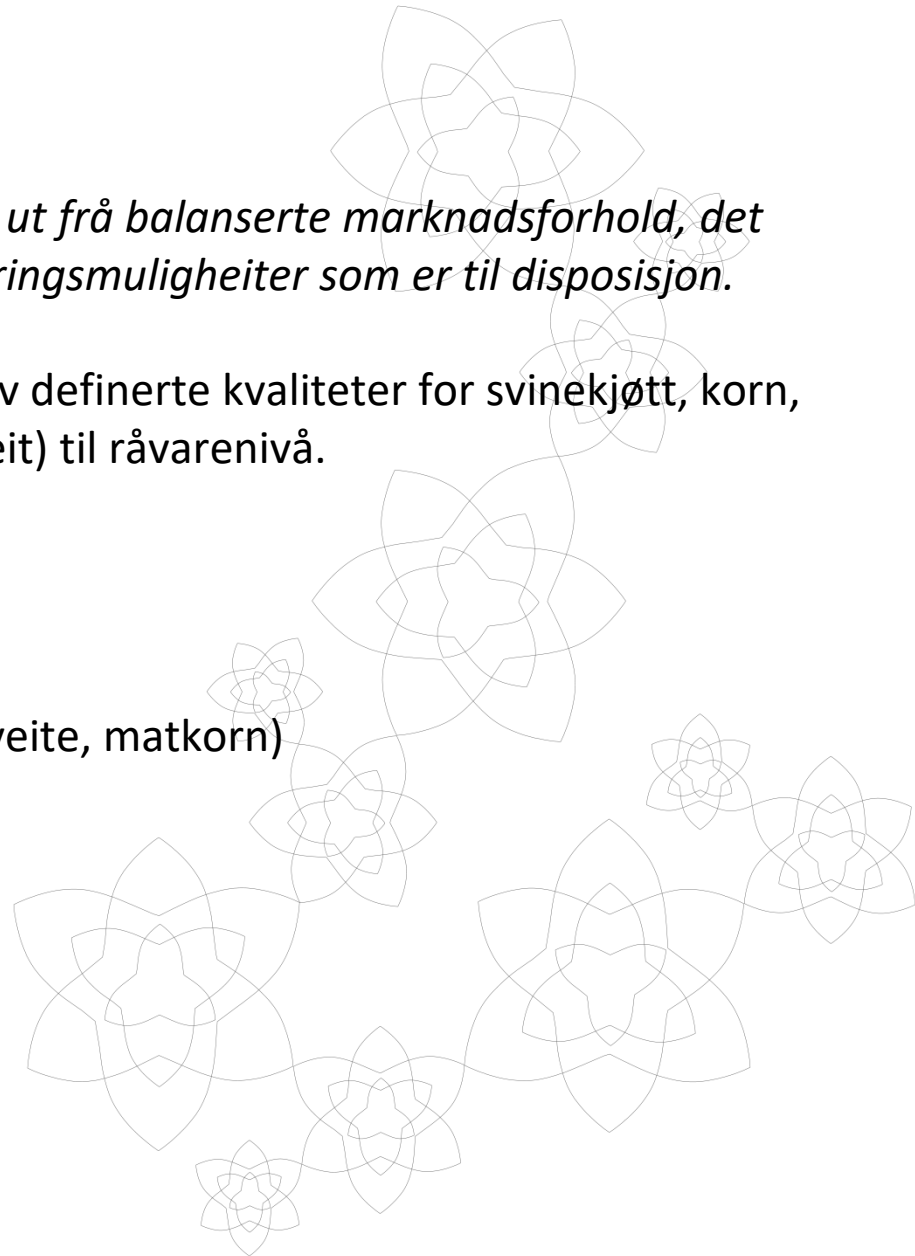 ut frå balanserte marknadsforhold, det
ringsmuligheiter som er til disposisjon.
v definerte kvaliteter for svinekjøtt, korn,
eit) til råvarenivå.
veite, matkorn)